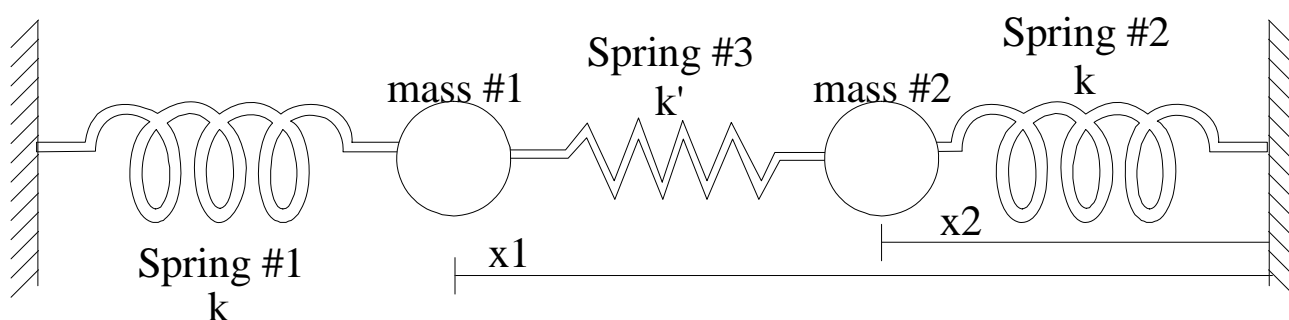 Spring #1
k
mass #1
Spring #3
k'
mass #2
Spring #2
k
x1
x2